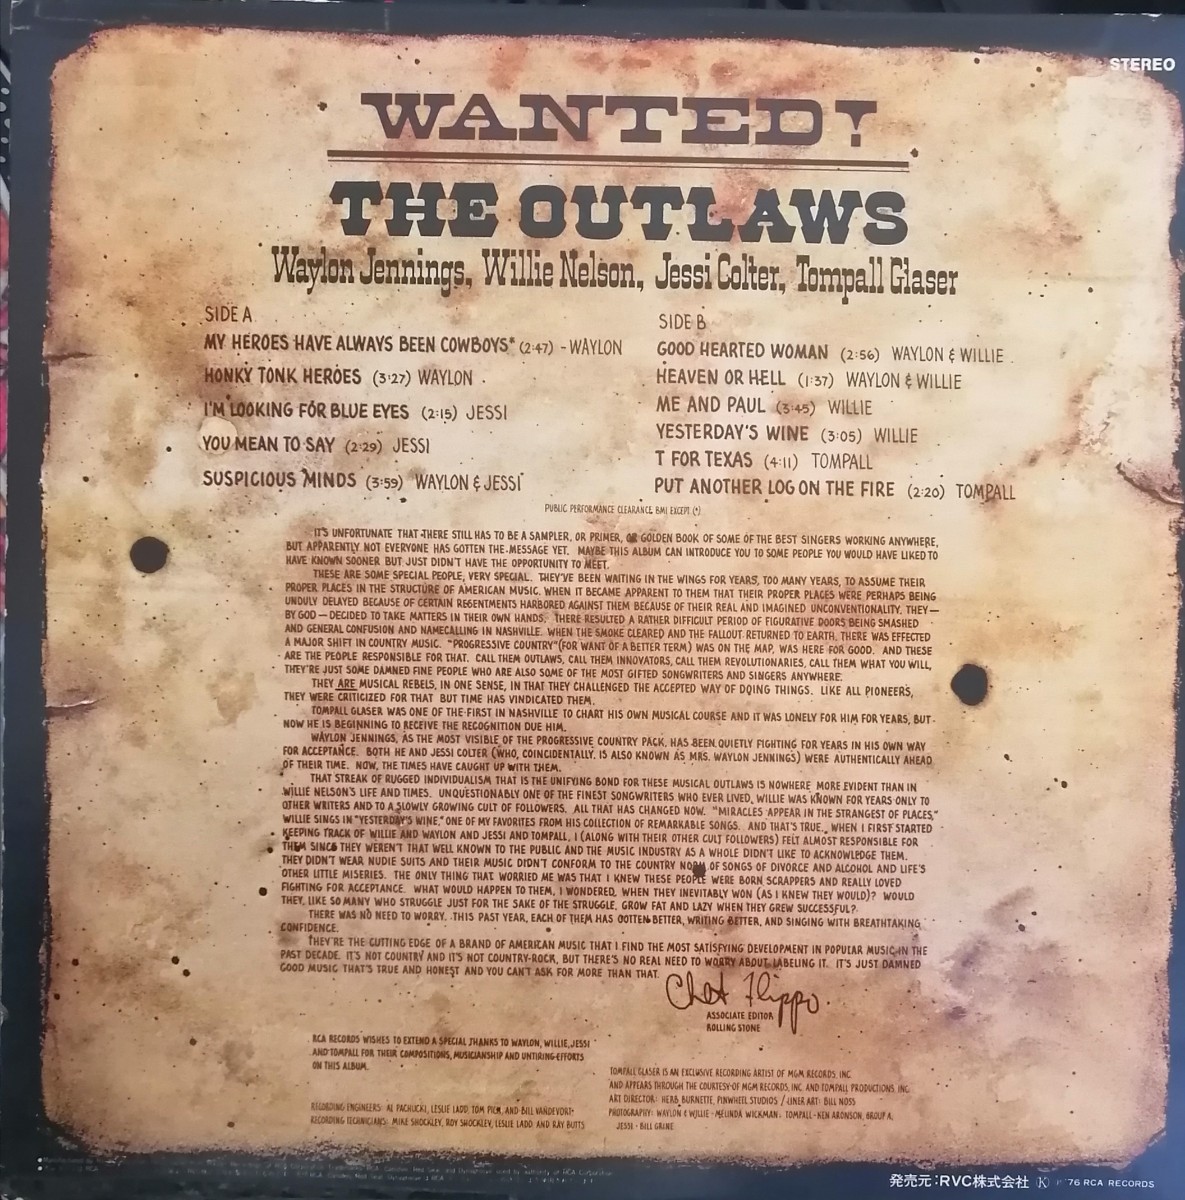 STEREO
WANTED!
THE OUTLAWS
Waylon Jennings, Willie Nelson, Jessi Colter, Tompall Glaser
SIDE A
MY HEROES HAVE ALWAYS BEEN COWBOYS* (2:47) - WAYLON
HONKY TONK HEROES (3:27) WAYLON
I'M LOOKING FOR BLUE EYES (2:15) JESSI
YOU MEAN TO SAY (2:29) JESSI
SUSPICIOUS MINDS (3:59) WAYLON & JESSI
SIDE B
GOOD HEARTED WOMAN (2:56) WAYLON & WILLIE
HEAVEN OR HELL (1:37) WAYLON & WILLIE
ME AND PAUL (3:45) WILLIE
YESTERDAY'S WINE (3:05) WILLIE
T FOR TEXAS (4:11) TOMPALL
PUT ANOTHER LOG ON THE FIRE (2:20) TOMPALL
PUBLIC PERFORMANCE CLEARANCE BMI EXCEPT (*)
IT'S UNFORTUNATE THAT THERE STILL HAS TO BE A SAMPLER, OR PRIMER, OR GOLDEN BOOK OF SOME OF THE BEST SINGERS WORKING ANYWHERE,
BUT APPARENTLY NOT EVERYONE HAS GOTTEN THE MESSAGE YET. MAYBE THIS ALBUM CAN INTRODUCE YOU TO SOME PEOPLE YOU WOULD HAVE LIKED TO
HAVE KNOWN SOONER BUT JUST DIDN'T HAVE THE OPPORTUNITY TO MEET.
THESE ARE SOME SPECIAL PEOPLE, VERY SPECIAL. THEY'VE BEEN WAITING IN THE WINGS FOR YEARS, TOO MANY YEARS, TO ASSUME THEIR
PROPER PLACES IN THE STRUCTURE OF AMERICAN MUSIC. WHEN IT BECAME APPARENT TO THEM THAT THEIR PROPER PLACES WERE PERHAPS BEING
UNDULY DELAYED BECAUSE OF CERTAIN RESENTMENTS HARBORED AGAINST THEM BECAUSE OF THEIR REAL AND IMAGINED UNCONVENTIONALITY, THEY—
BY GOD—DECIDED TO TAKE MATTERS IN THEIR OWN HANDS. THERE RESULTED A RATHER DIFFICULT PERIOD OF FIGURATIVE DOORS BEING SMASHED
AND GENERAL CONFUSION AND NAMECALLING IN NASHVILLE. WHEN THE SMOKE CLEARED AND THE FALLOUT RETURNED TO EARTH, THERE WAS EFFECTED
A MAJOR SHIFT IN COUNTRY MUSIC. "PROGRESSIVE COUNTRY" (FOR WANT OF A BETTER TERM) WAS ON THE MAP, WAS HERE FOR GOOD. AND THESE
ARE THE PEOPLE RESPONSIBLE FOR THAT. CALL THEM OUTLAWS, CALL THEM INNOVATORS, CALL THEM REVOLUTIONARIES, CALL THEM WHAT YOU WILL,
THEY'RE JUST SOME DAMNED FINE PEOPLE WHO ARE ALSO SOME OF THE MOST GIFTED SONGWRITERS AND SINGERS ANYWHERE.
THEY ARE MUSICAL REBELS, IN ONE SENSE, IN THAT THEY CHALLENGED THE ACCEPTED WAY OF DOING THINGS. LIKE ALL PIONEERS,
THEY WERE CRITICIZED FOR THAT BUT TIME HAS VINDICATED THEM.
TOMPALL GLASER WAS ONE OF THE FIRST IN NASHVILLE TO CHART HIS OWN MUSICAL COURSE AND IT WAS LONELY FOR HIM FOR YEARS, BUT
NOW HE IS BEGINNING TO RECEIVE THE RECOGNITION DUE HIM.
WAYLON JENNINGS, AS THE MOST VISIBLE OF THE PROGRESSIVE COUNTRY PACK, HAS BEEN QUIETLY FIGHTING FOR YEARS IN HIS OWN WAY
FOR ACCEPTANCE. BOTH HE AND JESSI COLTER (WHO, COINCIDENTALLY, IS ALSO KNOWN AS MRS. WAYLON JENNINGS) WERE AUTHENTICALLY AHEAD
OF THEIR TIME. NOW, THE TIMES HAVE CAUGHT UP WITH THEM.
THAT STREAK OF RUGGED INDIVIDUALISM THAT IS THE UNIFYING BOND FOR THESE MUSICAL OUTLAWS IS NOWHERE MORE EVIDENT THAN IN
WILLIE NELSON'S LIFE AND TIMES. UNQUESTIONABLY ONE OF THE FINEST SONGWRITERS WHO EVER LIVED, WILLIE WAS KNOWN FOR YEARS ONLY TO
OTHER WRITERS AND TO A SLOWLY GROWING CULT OF FOLLOWERS. ALL THAT HAS CHANGED NOW. "MIRACLES APPEAR IN THE STRANGEST OF PLACES,"
WILLIE SINGS IN "YESTERDAY'S WINE," ONE OF MY FAVORITES FROM HIS COLLECTION OF REMARKABLE SONGS. AND THAT'S TRUE. WHEN I FIRST STARTED
KEEPING TRACK OF WILLIE AND WAYLON AND JESSI AND TOMPALL, I (ALONG WITH THEIR OTHER CULT FOLLOWERS) FELT ALMOST RESPONSIBLE FOR
THEM SINCE THEY WEREN'T THAT WELL KNOWN TO THE PUBLIC AND THE MUSIC INDUSTRY AS A WHOLE DIDN'T LIKE TO ACKNOWLEDGE THEM.
THEY DIDN'T WEAR NUDIE SUITS AND THEIR MUSIC DIDN'T CONFORM TO THE COUNTRY NORM OF SONGS OF DIVORCE AND ALCOHOL AND LIFE'S
OTHER LITTLE MISERIES. THE ONLY THING THAT WORRIED ME WAS THAT I KNEW THESE PEOPLE WERE BORN SCRAPPERS AND REALLY LOVED
FIGHTING FOR ACCEPTANCE. WHAT WOULD HAPPEN TO THEM, I WONDERED, WHEN THEY INEVITABLY WON (AS I KNEW THEY WOULD)? WOULD
THEY, LIKE SO MANY WHO STRUGGLE JUST FOR THE SAKE OF THE STRUGGLE, GROW FAT AND LAZY WHEN THEY GREW SUCCESSFUL?
THERE WAS NO NEED TO WORRY. THIS PAST YEAR, EACH OF THEM HAS GOTTEN BETTER, WRITING BETTER, AND SINGING WITH BREATHTAKING
CONFIDENCE.
THEY'RE THE CUTTING EDGE OF A BRAND OF AMERICAN MUSIC THAT I FIND THE MOST SATISFYING DEVELOPMENT IN POPULAR MUSIC IN THE
PAST DECADE. IT'S NOT COUNTRY AND IT'S NOT COUNTRY-ROCK, BUT THERE'S NO REAL NEED TO WORRY ABOUT LABELING IT. IT'S JUST DAMNED
GOOD MUSIC THAT'S TRUE AND HONEST AND YOU CAN'T ASK FOR MORE THAN THAT.
Chet Flippo
ASSOCIATE EDITOR
ROLLING STONE
RCA RECORDS WISHES TO EXTEND A SPECIAL THANKS TO WAYLON, WILLIE, JESSI
AND TOMPALL FOR THEIR COMPOSITIONS, MUSICIANSHIP AND UNTIRING EFFORTS
ON THIS ALBUM.
RECORDING ENGINEERS: AL PACHUCKI, LESLIE LADD, TOM PICK, AND BILL VANDEVORT
RECORDING TECHNICIANS: MIKE SHOCKLEY, ROY SHOCKLEY, LESLIE LADD AND RAY BUTTS
TOMPALL GLASER IS AN EXCLUSIVE RECORDING ARTIST OF MGM RECORDS, INC.
AND APPEARS THROUGH THE COURTESY OF MGM RECORDS, INC. AND TOMPALL PRODUCTIONS, INC.
ART DIRECTOR: HERB BURNETTE, PINWHEEL STUDIOS / LINER ART: BILL NOSS
PHOTOGRAPHY: WAYLON & WILLIE - MELINDA WICKMAN; TOMPALL - KEN ARONSON, GROUP A,
JESSI - BILL GRINE
発売元:RVC株式会社 Ⓚ ℗ '76 RCA RECORDS